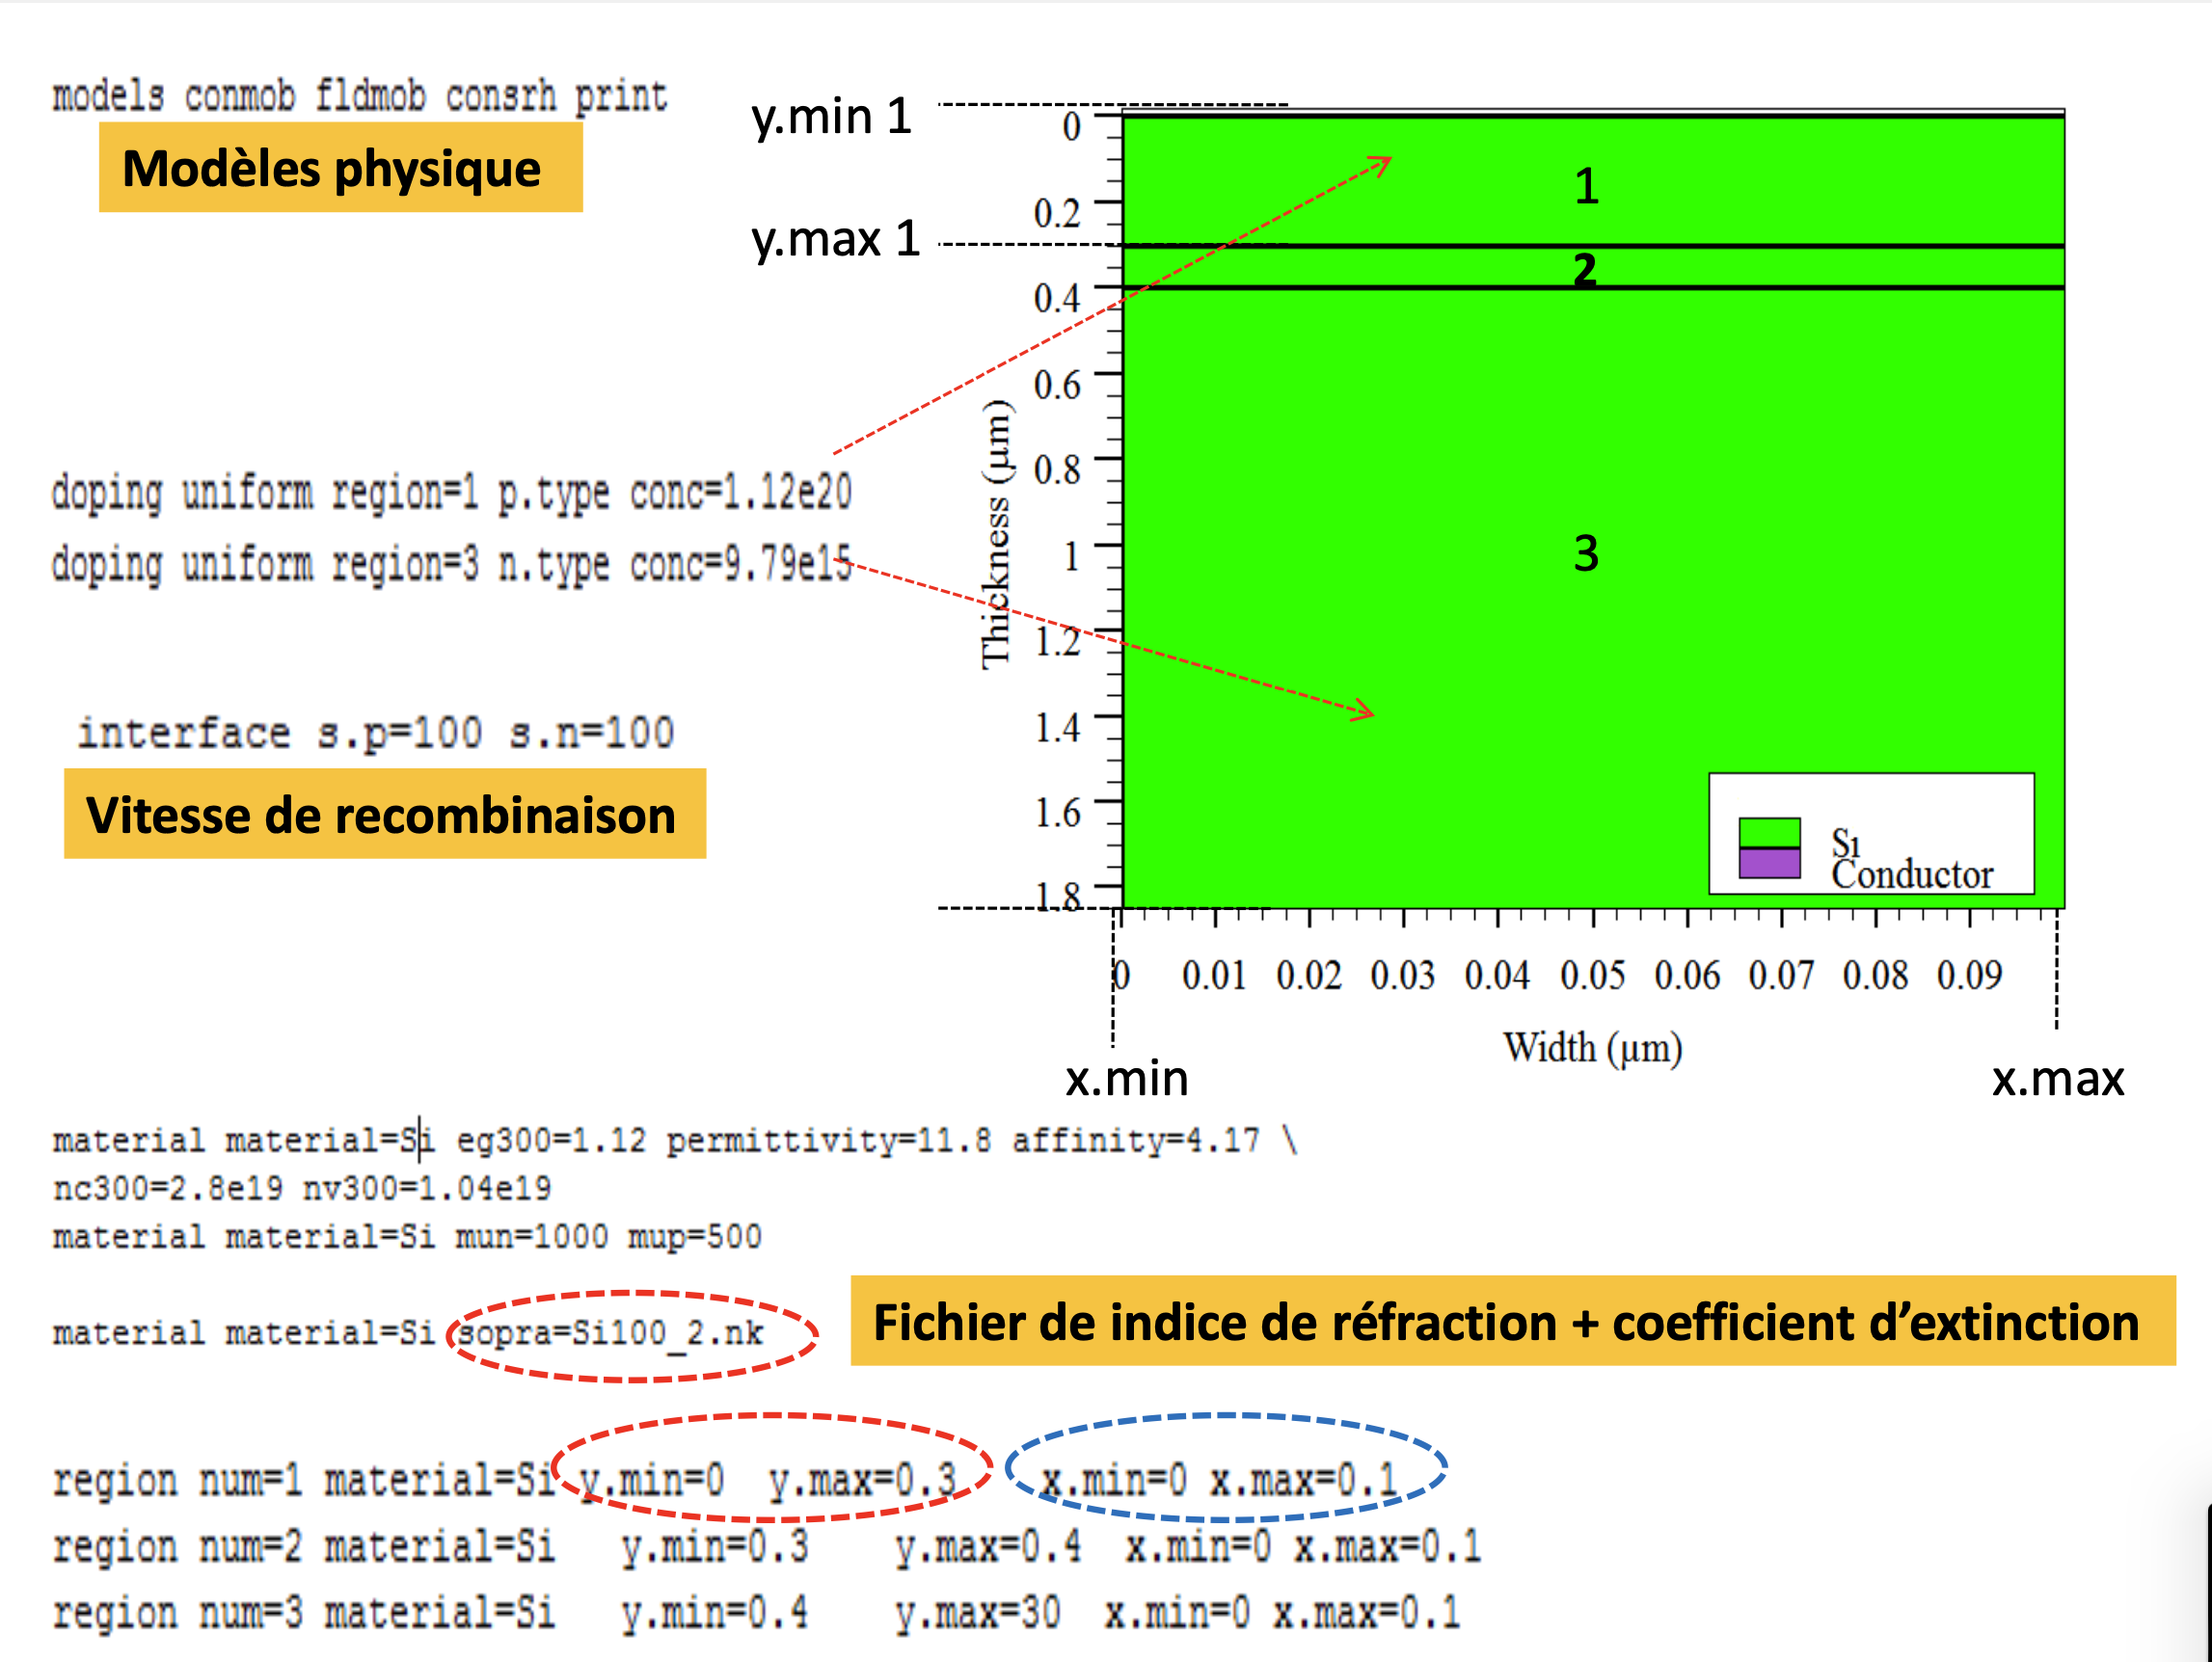 models conmob fldmob consrh print
Modèles physique
y.min 1
y.max 1
doping uniform region=1 p.type conc=1.12e20
doping uniform region=3 n.type conc=9.79e15
interface s.p=100 s.n=100
Vitesse de recombinaison
Thickness (µm)
0
0.2
0.4
0.6
0.8
1
1.2
1.4
1.6
1.8
1
2
3
Si
Conductor
0 0.01 0.02 0.03 0.04 0.05 0.06 0.07 0.08 0.09
Width (µm)
x.min
x.max
material material=Si eg300=1.12 permittivity=11.8 affinity=4.17 \
nc300=2.8e19 nv300=1.04e19
material material=Si mun=1000 mup=500
material material=Si sopra=Si100_2.nk
Fichier de indice de réfraction + coefficient d’extinction
region num=1 material=Si y.min=0 y.max=0.3 x.min=0 x.max=0.1
region num=2 material=Si y.min=0.3 y.max=0.4 x.min=0 x.max=0.1
region num=3 material=Si y.min=0.4 y.max=30 x.min=0 x.max=0.1